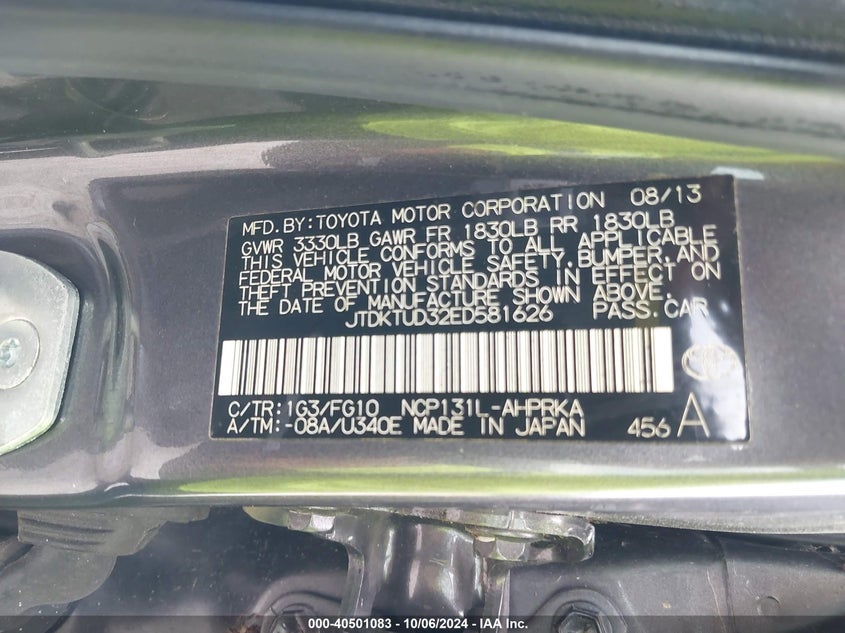 MFD. BY: TOYOTA MOTOR CORPORATION 08/13
GVWR 3330LB GAWR FR 1830LB RR 1830LB
THIS VEHICLE CONFORMS TO ALL APPLICABLE
FEDERAL MOTOR VEHICLE SAFETY, BUMPER, AND
THEFT PREVENTION STANDARDS IN EFFECT ON
THE DATE OF MANUFACTURE SHOWN ABOVE.
JTDKTUD32ED581626 PASS. CAR
C/TR: 1G3/FG10 NCP131L-AHPRKA
A/TM: -08A/U340E MADE IN JAPAN 456 A
000-40501083 - 10/06/2024 - IAA Inc.